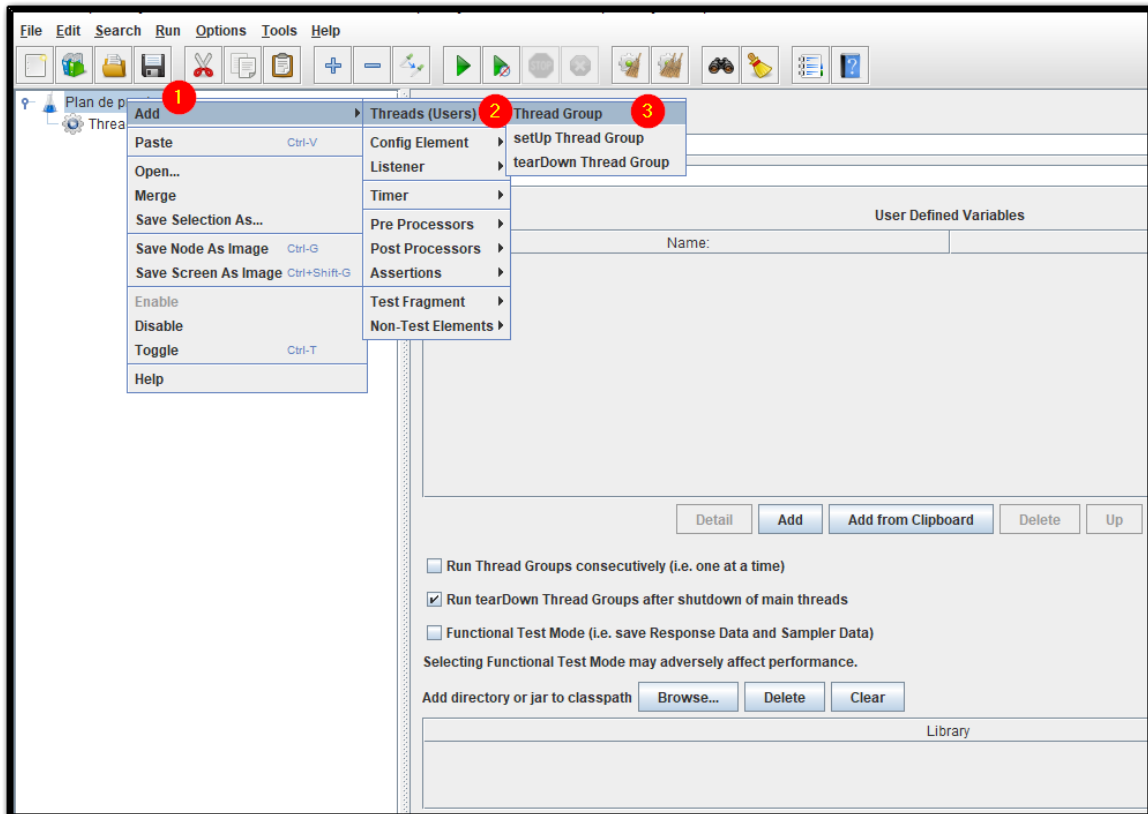 File Edit Search Run Options Tools Help
STOP
Plan de p
1
Threa
Add
Paste Ctrl-V
Open...
Merge
Save Selection As...
Save Node As Image Ctrl-G
Save Screen As Image Ctrl+Shift-G
Enable
Disable
Toggle Ctrl-T
Help
Threads (Users) 2
Config Element
Listener
Timer
Pre Processors
Post Processors
Assertions
Test Fragment
Non-Test Elements
Thread Group 3
setUp Thread Group
tearDown Thread Group
User Defined Variables
Name:
Detail Add Add from Clipboard Delete Up
Run Thread Groups consecutively (i.e. one at a time)
Run tearDown Thread Groups after shutdown of main threads
Functional Test Mode (i.e. save Response Data and Sampler Data)
Selecting Functional Test Mode may adversely affect performance.
Add directory or jar to classpath Browse... Delete Clear
Library